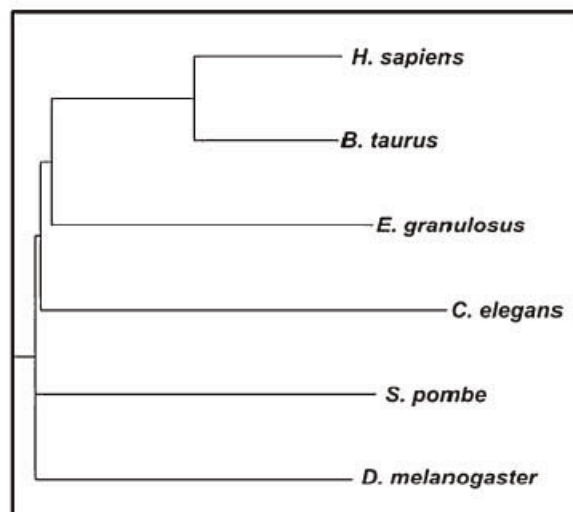 H. sapiens
B. taurus
E. granulosus
C. elegans
S. pombe
D. melanogaster